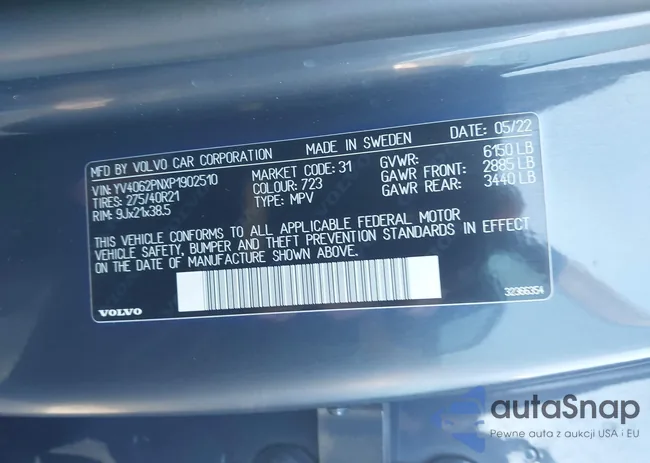 MFD BY VOLVO CAR CORPORATION MADE IN SWEDEN DATE: 05/22
VIN: YV4062PNXP1902510 MARKET CODE: 31 GVWR: 6150 LB
TIRES: 275/40R21 COLOUR: 723 GAWR FRONT: 2885 LB
RIM: 9Jx21x38.5 TYPE: MPV GAWR REAR: 3440 LB
THIS VEHICLE CONFORMS TO ALL APPLICABLE FEDERAL MOTOR
VEHICLE SAFETY, BUMPER AND THEFT PREVENTION STANDARDS IN EFFECT
ON THE DATE OF MANUFACTURE SHOWN ABOVE.
VOLVO 32366354
autaSnap
Pewne auta z aukcji USA i EU